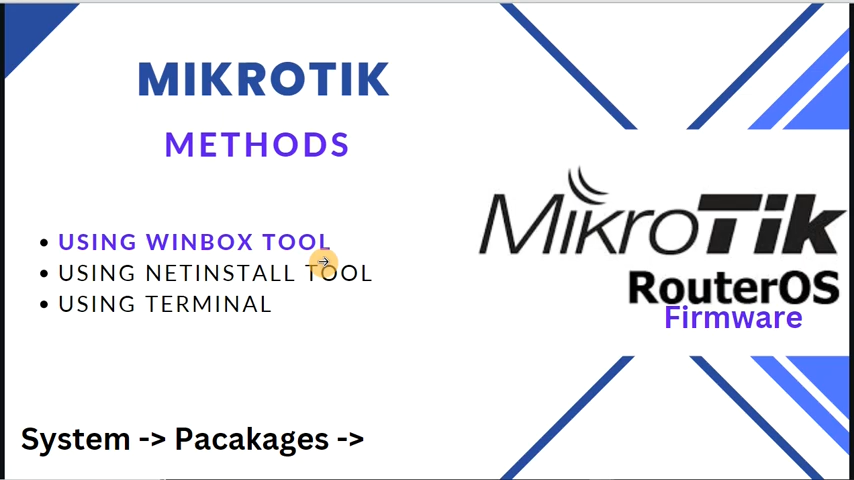 MIKROTIK
METHODS
• USING WINBOX TOOL
• USING NETINSTALL TOOL
• USING TERMINAL
MikroTik
RouterOS
Firmware
System -> Pacakages ->